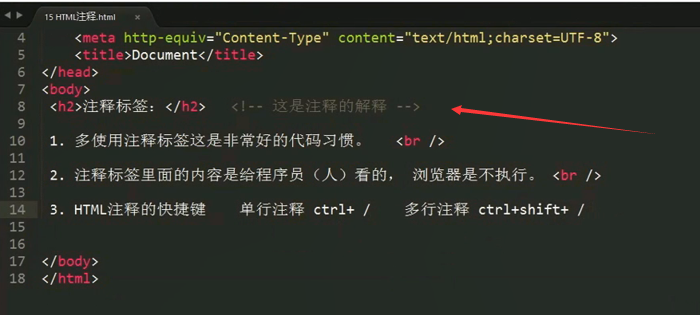 15 HTML注释.html ×
4 <meta http-equiv="Content-Type" content="text/html;charset=UTF-8">
5 <title>Document</title>
6 </head>
7 <body>
8 <h2>注释标签：</h2> <!-- 这是注释的解释 -->
9
10 1. 多使用注释标签这是非常好的代码习惯。 <br />
11
12 2. 注释标签里面的内容是给程序员（人）看的， 浏览器是不执行。 <br />
13
14 3. HTML注释的快捷键 单行注释 ctrl+ / 多行注释 ctrl+shift+ /
15
16
17 </body>
18 </html>